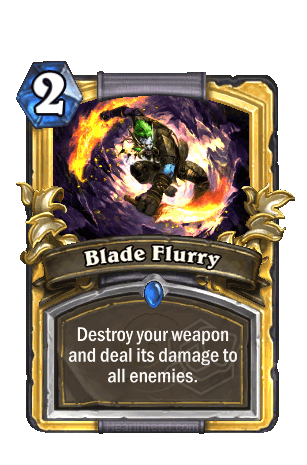 2
Blade Flurry
Destroy your weapon
and deal its damage to
all enemies.